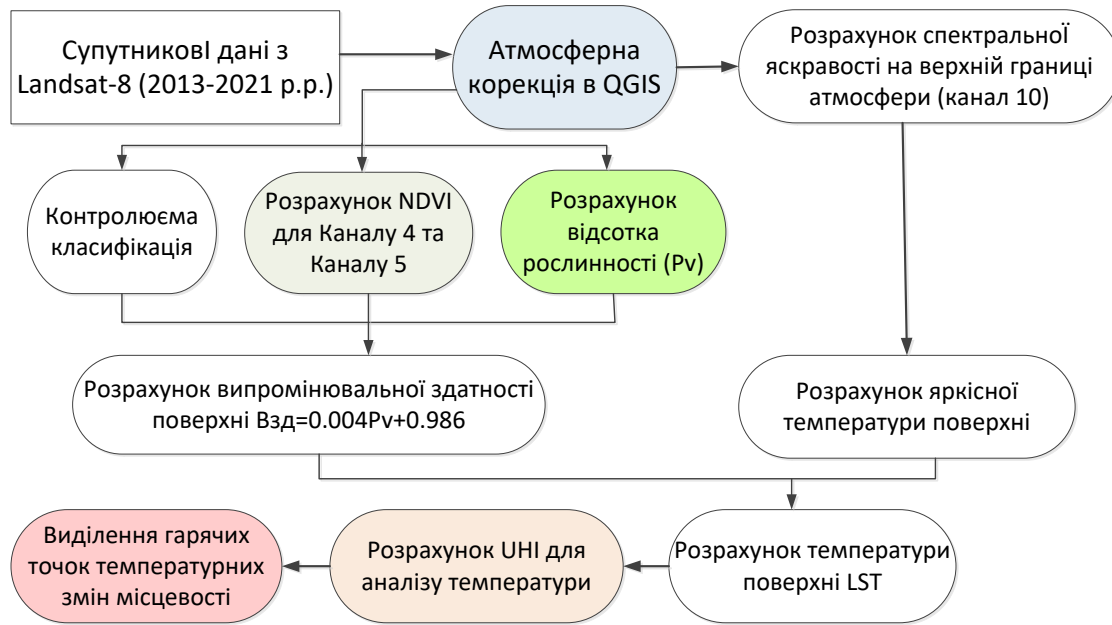 СупутниковІ дані з
Landsat-8 (2013-2021 р.р.)
Атмосферна
корекція в QGIS
Розрахунок спектральноЇ
яскравості на верхній границі
атмосфери (канал 10)
Контролюєма
класифікація
Розрахунок NDVI
для Каналу 4 та
Каналу 5
Розрахунок
відсотка
рослинності (Pv)
Розрахунок випромінювальної здатності
поверхні Взд=0.004Pv+0.986
Розрахунок яркісної
температури поверхні
Виділення гарячих
точок температурних
змін місцевості
Розрахунок UHI для
аналізу температури
Розрахунок температури
поверхні LST